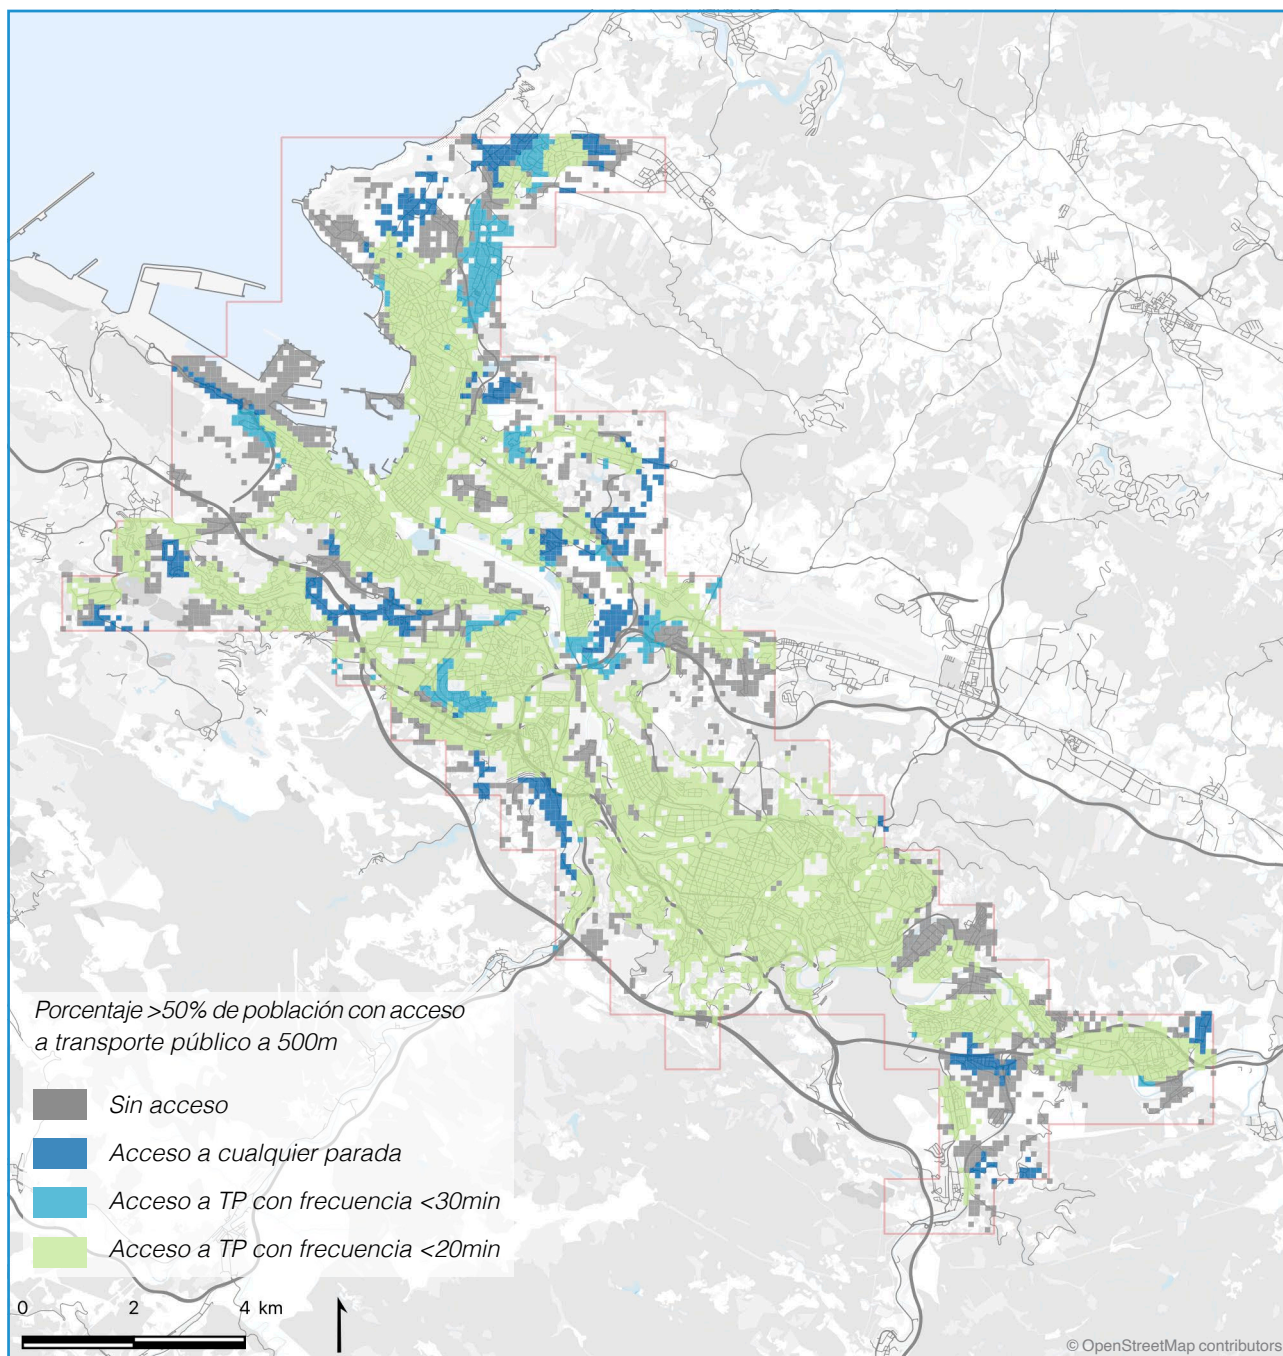 Porcentaje >50% de población con acceso
a transporte público a 500m
Sin acceso
Acceso a cualquier parada
Acceso a TP con frecuencia <30min
Acceso a TP con frecuencia <20min
0 2 4 km
© OpenStreetMap contributors